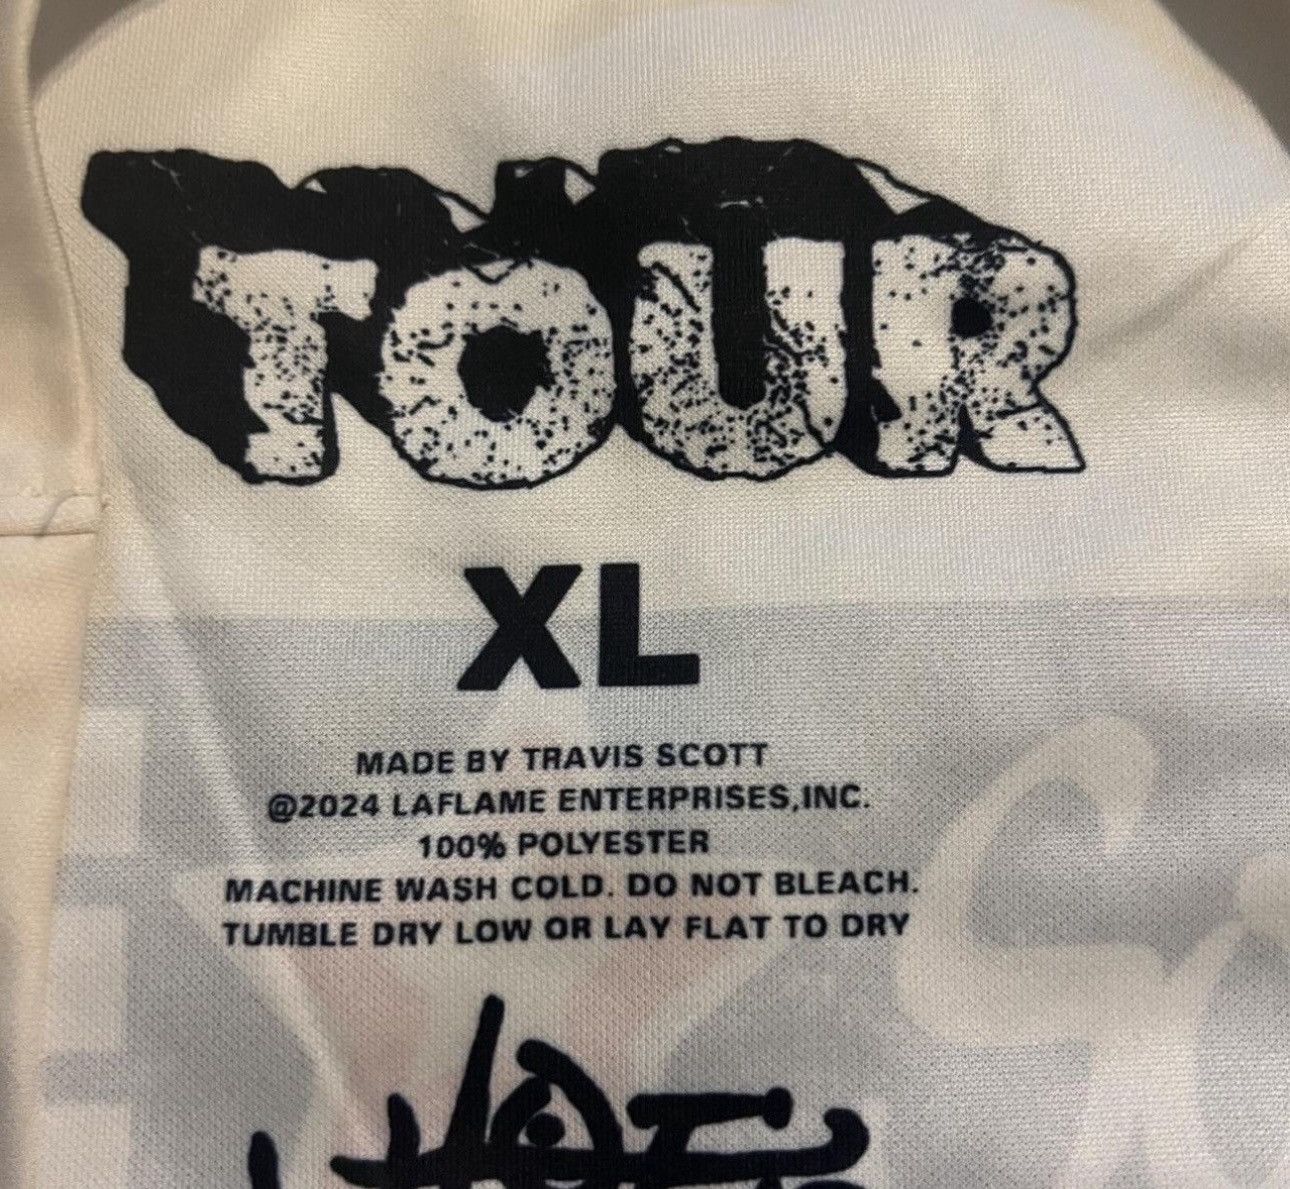 TOUR
XL
MADE BY TRAVIS SCOTT
@2024 LAFLAME ENTERPRISES,INC.
100% POLYESTER
MACHINE WASH COLD. DO NOT BLEACH.
TUMBLE DRY LOW OR LAY FLAT TO DRY